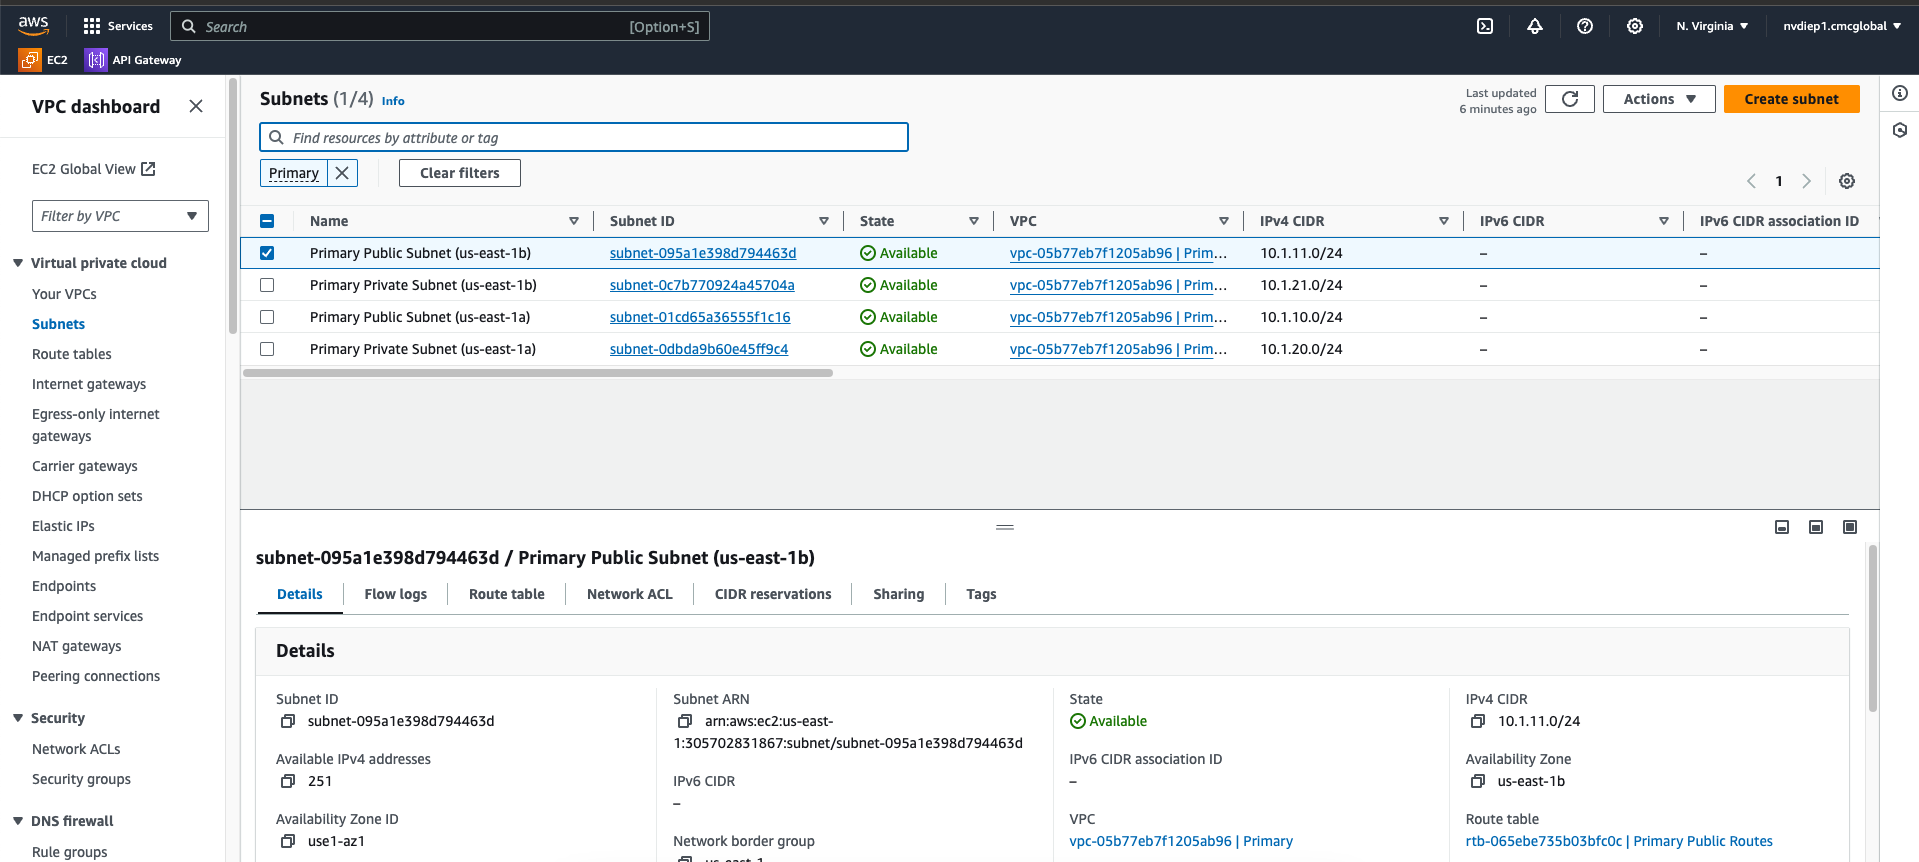 aws
Services
Search
[Option+S]
N. Virginia
nvdiep1.cmcglobal
EC2
API Gateway
VPC dashboard
EC2 Global View
Filter by VPC
Virtual private cloud
Your VPCs
Subnets
Route tables
Internet gateways
Egress-only internet
gateways
Carrier gateways
DHCP option sets
Elastic IPs
Managed prefix lists
Endpoints
Endpoint services
NAT gateways
Peering connections
Security
Network ACLs
Security groups
DNS firewall
Rule groups
Subnets (1/4) Info
Last updated
6 minutes ago
Actions
Create subnet
Find resources by attribute or tag
Primary
Clear filters
1
Name Subnet ID State VPC IPv4 CIDR IPv6 CIDR IPv6 CIDR association ID
Primary Public Subnet (us-east-1b) subnet-095a1e398d794463d Available vpc-05b77eb7f1205ab96 | Prim... 10.1.11.0/24 – –
Primary Private Subnet (us-east-1b) subnet-0c7b770924a45704a Available vpc-05b77eb7f1205ab96 | Prim... 10.1.21.0/24 – –
Primary Public Subnet (us-east-1a) subnet-01cd65a36555f1c16 Available vpc-05b77eb7f1205ab96 | Prim... 10.1.10.0/24 – –
Primary Private Subnet (us-east-1a) subnet-0dbda9b60e45ff9c4 Available vpc-05b77eb7f1205ab96 | Prim... 10.1.20.0/24 – –
subnet-095a1e398d794463d / Primary Public Subnet (us-east-1b)
Details Flow logs Route table Network ACL CIDR reservations Sharing Tags
Details
Subnet ID
subnet-095a1e398d794463d
Available IPv4 addresses
251
Availability Zone ID
use1-az1
Subnet ARN
arn:aws:ec2:us-east-
1:305702831867:subnet/subnet-095a1e398d794463d
IPv6 CIDR
–
Network border group
us-east-1
State
Available
IPv6 CIDR association ID
–
VPC
vpc-05b77eb7f1205ab96 | Primary
IPv4 CIDR
10.1.11.0/24
Availability Zone
us-east-1b
Route table
rtb-065ebe735b03bfc0c | Primary Public Routes